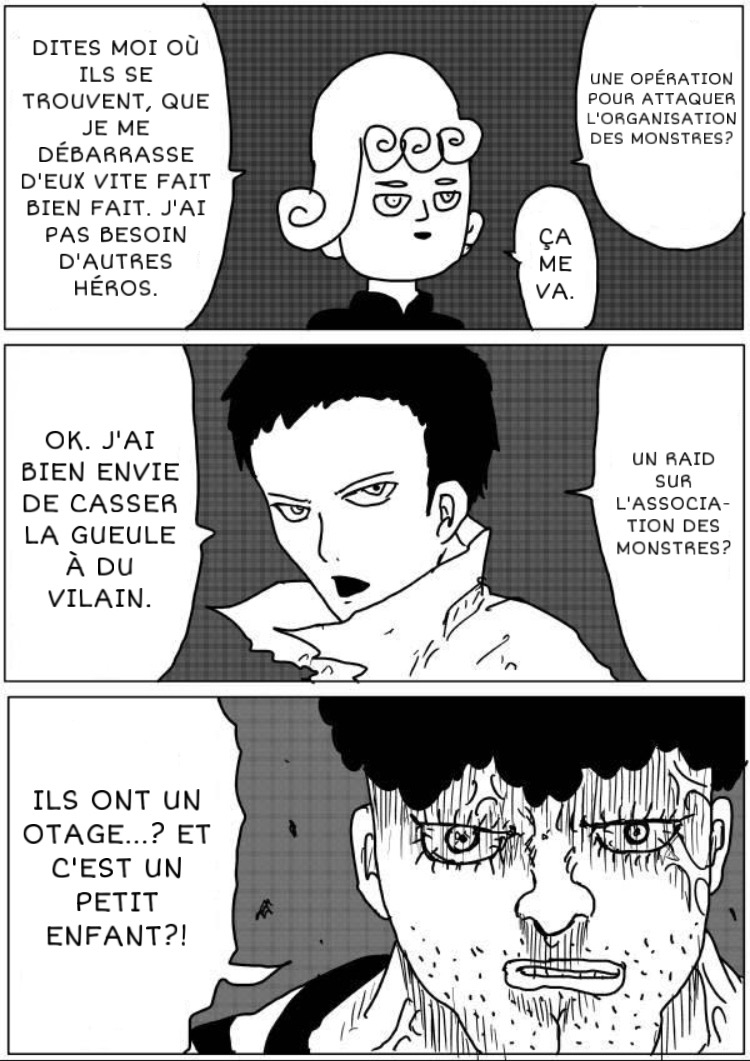 UNE OPÉRATION
POUR ATTAQUER
L'ORGANISATION
DES MONSTRES?
ÇA
ME
VA.
DITES MOI OÙ
ILS SE
TROUVENT, QUE
JE ME
DÉBARRASSE
D'EUX VITE FAIT
BIEN FAIT. J'AI
PAS BESOIN
D'AUTRES
HÉROS.
UN RAID
SUR
L'ASSOCIA-
TION DES
MONSTRES?
OK. J'AI
BIEN ENVIE
DE CASSER
LA GUEULE
À DU
VILAIN.
ILS ONT UN
OTAGE...? ET
C'EST UN
PETIT
ENFANT?!